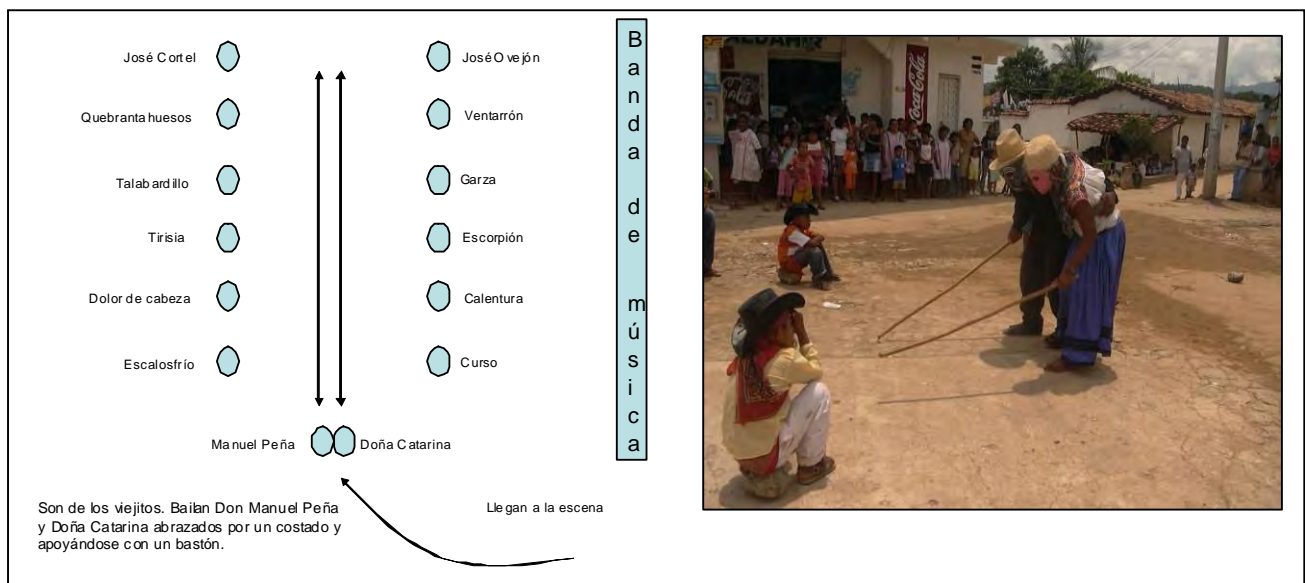 José Cortel
José Ovejón
Quebrantahuesos
Ventarrón
Talabardillo
Garza
Tirisia
Escorpión
Dolor de cabeza
Calentura
Escalosfrío
Curso
Manuel Peña
Doña Catarina
Son de los viejitos. Bailan Don Manuel Peña
y Doña Catarina abrazados por un costado y
apoyándose con un bastón.
Llegan a la escena
Banda de música
Coca-Cola